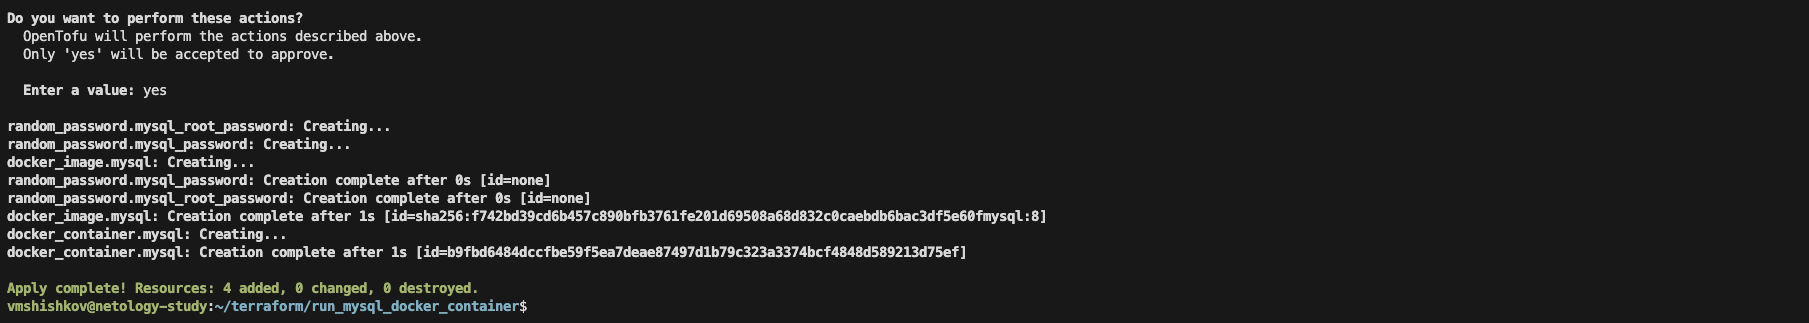 Do you want to perform these actions?
  OpenTofu will perform the actions described above.
  Only 'yes' will be accepted to approve.

  Enter a value: yes

random_password.mysql_root_password: Creating...
random_password.mysql_password: Creating...
docker_image.mysql: Creating...
random_password.mysql_password: Creation complete after 0s [id=none]
random_password.mysql_root_password: Creation complete after 0s [id=none]
docker_image.mysql: Creation complete after 1s [id=sha256:f742bd39cd6b457c890bfb3761fe201d69508a68d832c0caebdb6bac3df5e60fmysql:8]
docker_container.mysql: Creating...
docker_container.mysql: Creation complete after 1s [id=b9fbd6484dccfbe59f5ea7deae87497d1b79c323a3374bcf4848d589213d75ef]

Apply complete! Resources: 4 added, 0 changed, 0 destroyed.
vmshishkov@netology-study:~/terraform/run_mysql_docker_container$